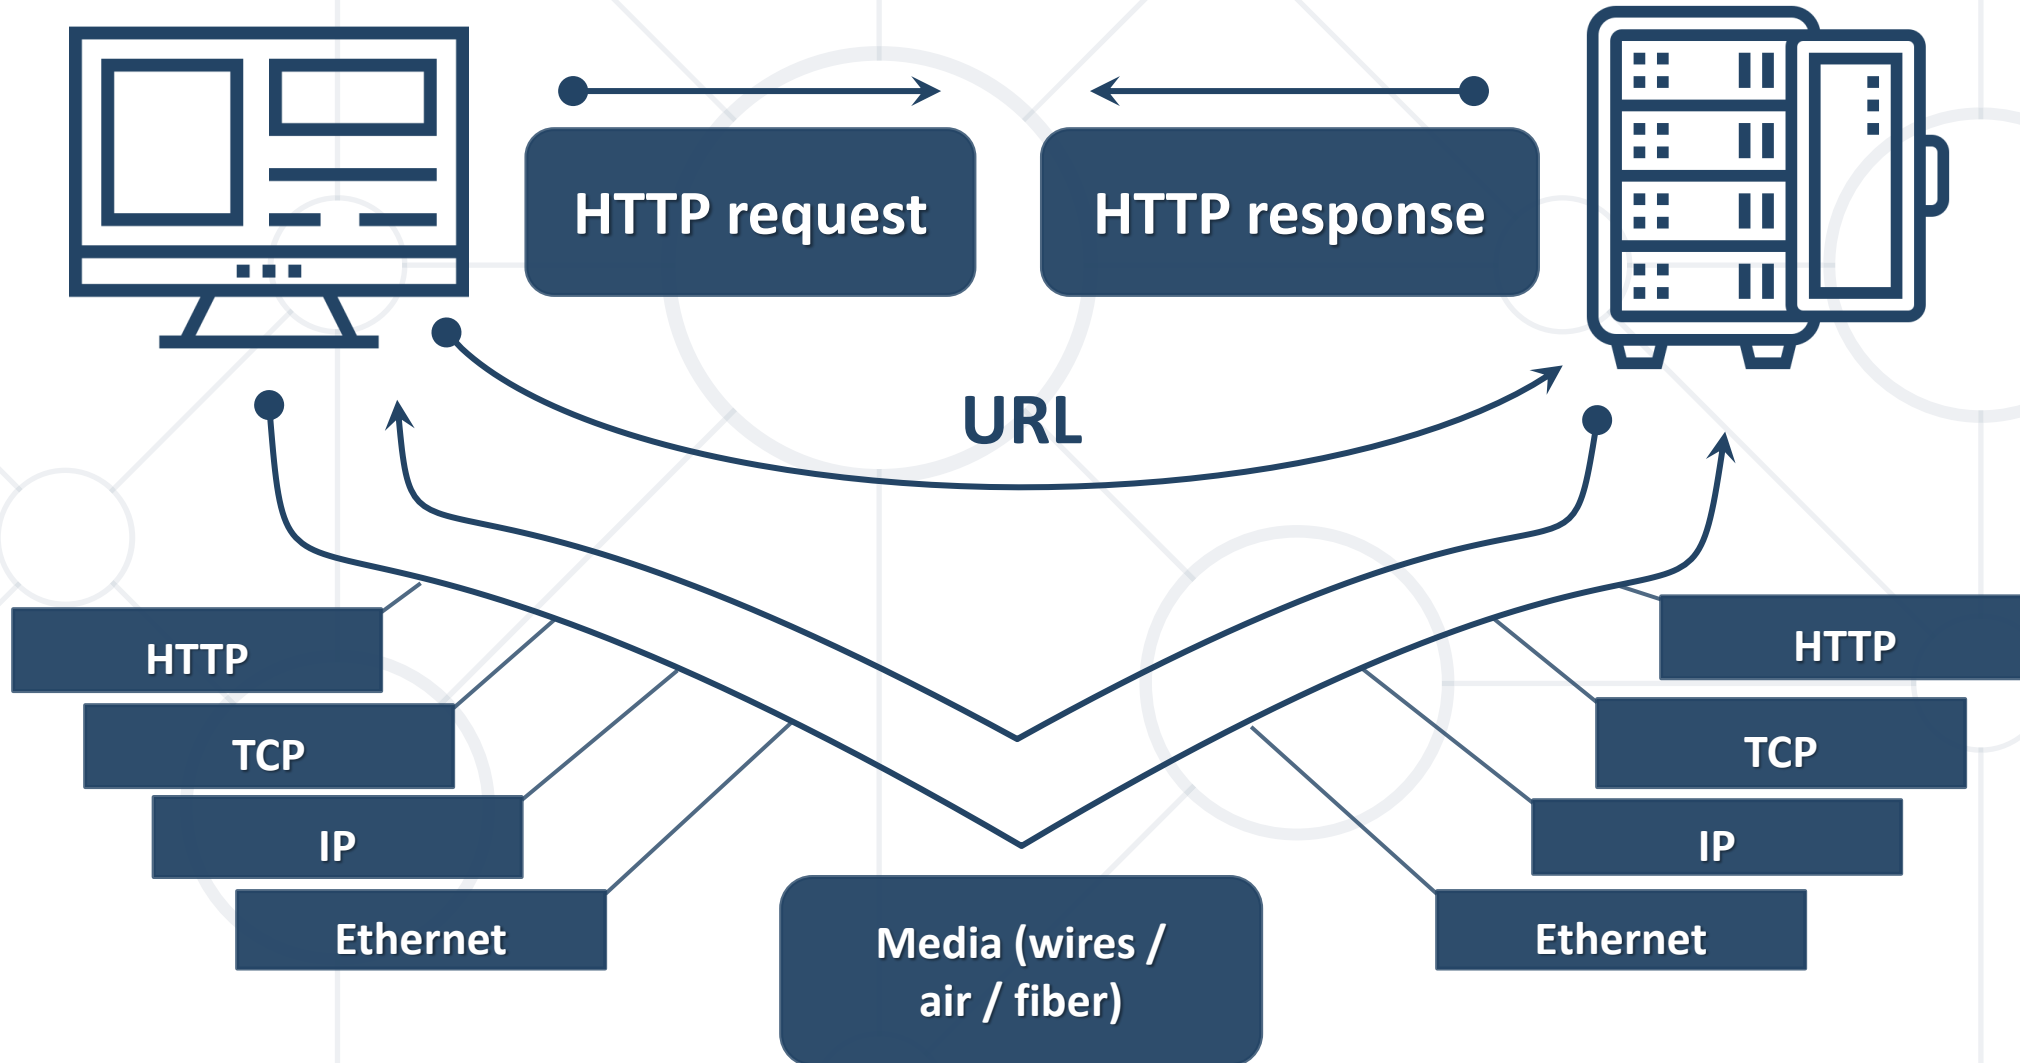 HTTP request
HTTP response
URL
HTTP
TCP
IP
Ethernet
Media (wires /
air / fiber)
HTTP
TCP
IP
Ethernet